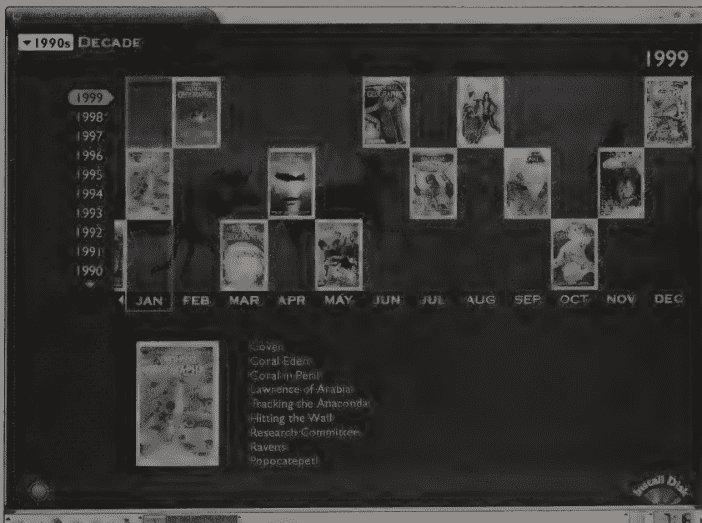 1990s DECADE
1999
1999
1998
1997
1996
1995
1994
1993
1992
1991
1990
JAN FEB MAR APR MAY JUN JUL AUG SEP OCT NOV DEC
Cover
Coral Eden
Coral in Peril
Lawrence of Arabia
Tracking the Anaconda
Hitting the Wall
Research Committee
Ravens
Popocatepetl
Install Disk